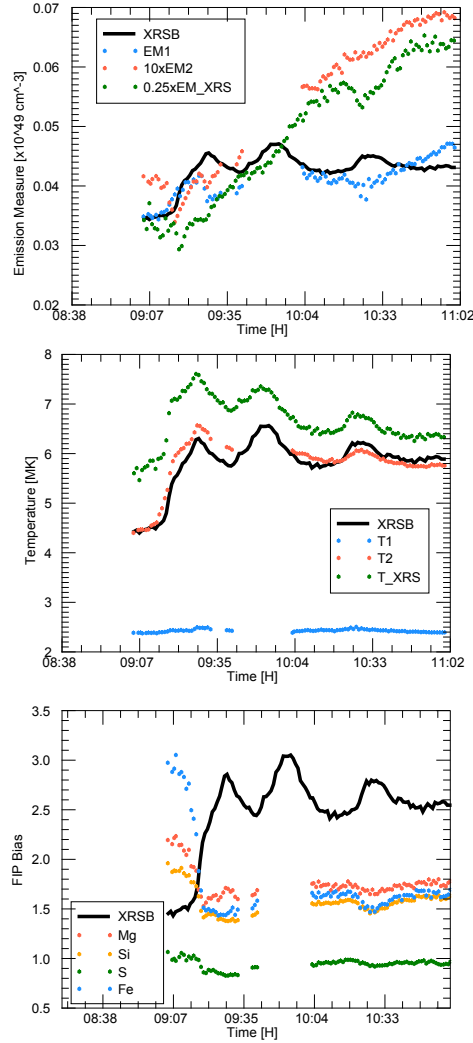 0.07
0.06
0.05
0.04
0.03
0.02
Emission Measure [x10^49 cm^-3]
XRSB
EM1
10xEM2
0.25xEM_XRS
08:38 09:07 09:35 10:04 10:33 11:02
Time [H]
8
7
6
5
4
3
2
Temperature [MK]
XRSB
T1
T2
T_XRS
08:38 09:07 09:35 10:04 10:33 11:02
Time [H]
3.5
3.0
2.5
2.0
1.5
1.0
0.5
FIP Bias
XRSB
Mg
Si
S
Fe
08:38 09:07 09:35 10:04 10:33
Time [H]